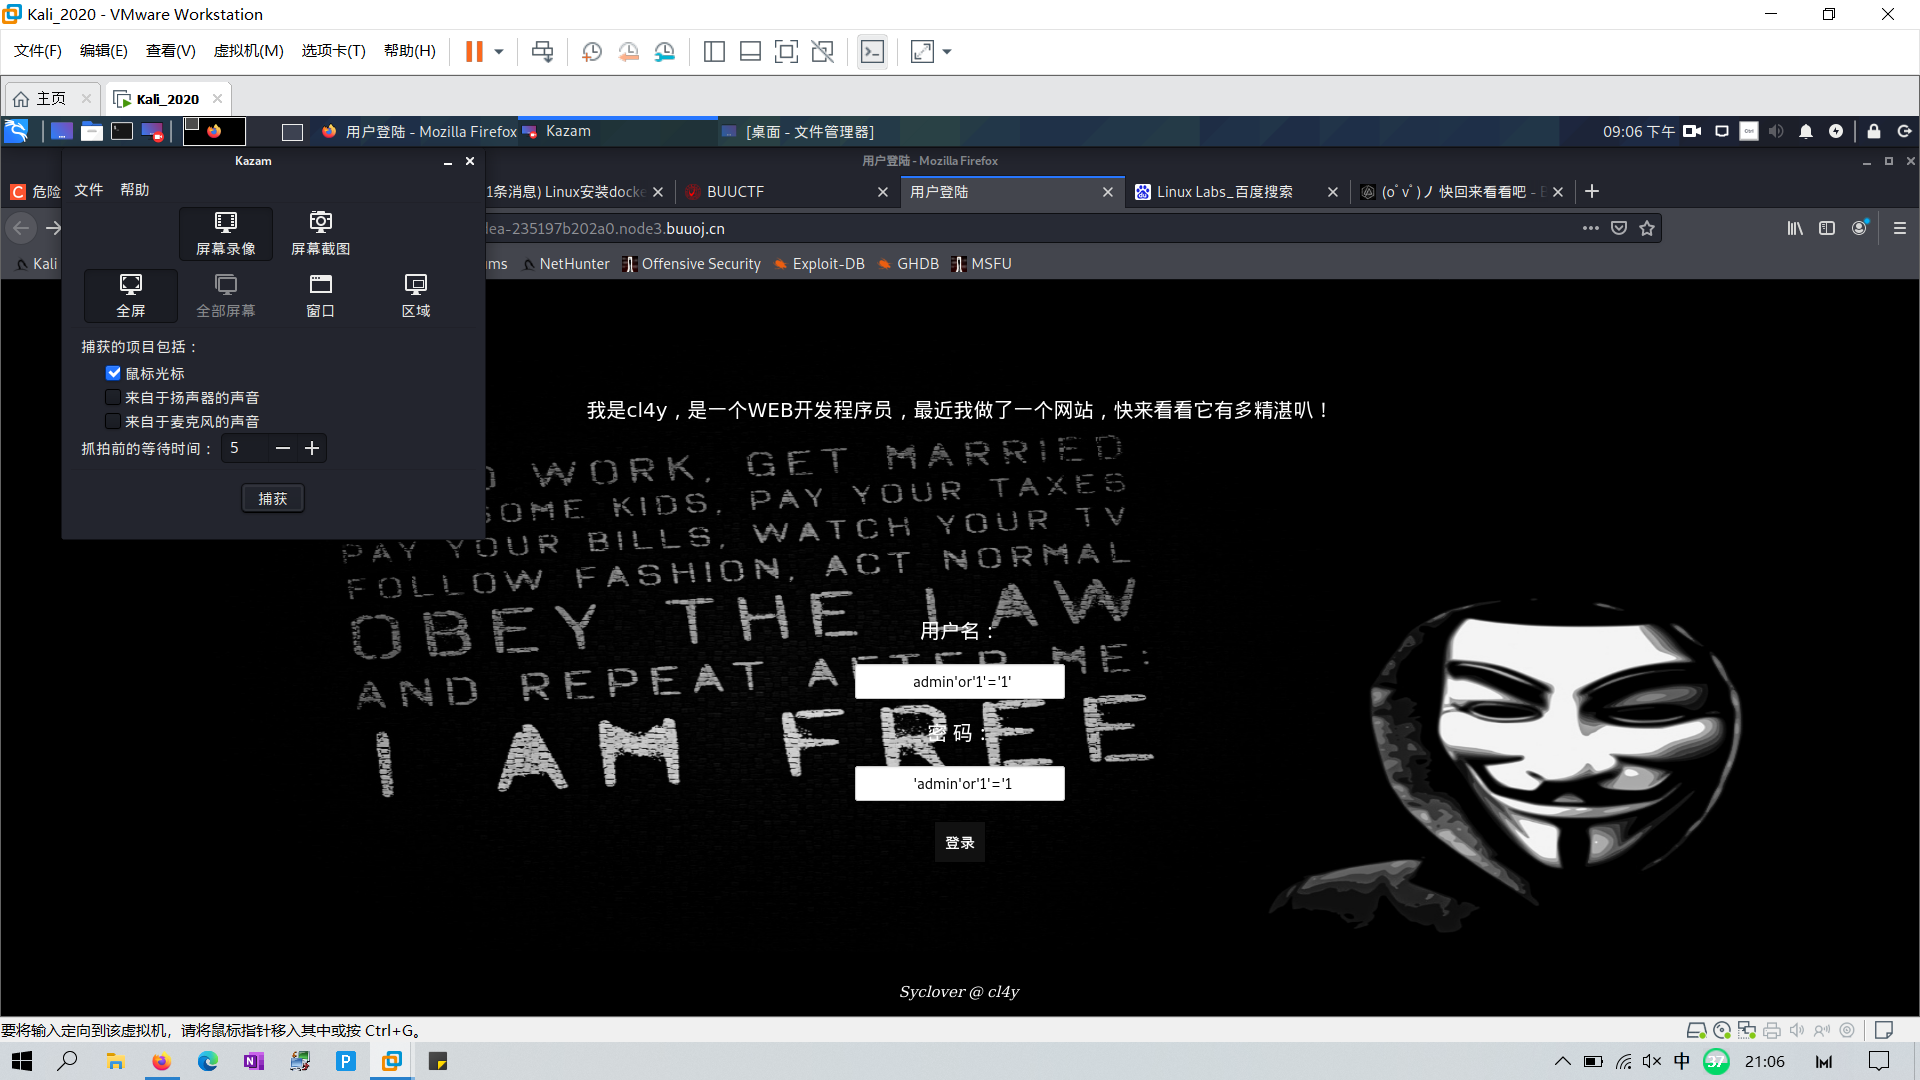 Kali_2020 - VMware Workstation
文件(F) 编辑(E) 查看(V) 虚拟机(M) 选项卡(T) 帮助(H)
主页 Kali_2020
用户登陆 - Mozilla Firefox Kazam [桌面 - 文件管理器] 09:06 下午
Kazam 用户登陆 - Mozilla Firefox
危险 文件 帮助 1条消息) Linux安装docke BUUCTF 用户登陆 Linux Labs_百度搜索 (oﾟvﾟ)ノ 快回来看看吧 -
ea-235197b202a0.node3.buuoj.cn
屏幕录像 屏幕截图
Kali ms NetHunter Offensive Security Exploit-DB GHDB MSFU
全屏 全部屏幕 窗口 区域
捕获的项目包括：
鼠标光标
来自于扬声器的声音
来自于麦克风的声音
抓拍前的等待时间： 5
捕获
我是cl4y，是一个WEB开发程序员，最近我做了一个网站，快来看看它有多精湛叭！
WORK, GET MARRIED
SOME KIDS, PAY YOUR TAXES
PAY YOUR BILLS, WATCH YOUR TV
FOLLOW FASHION, ACT NORMAL
OBEY THE LAW
AND REPEAT AFTER ME:
I AM FREE
用户名：
admin'or'1'='1'
密 码：
'admin'or'1'='1
登录
Syclover @ cl4y
要将输入定向到该虚拟机，请将鼠标指针移入其中或按 Ctrl+G。
中 37 21:06